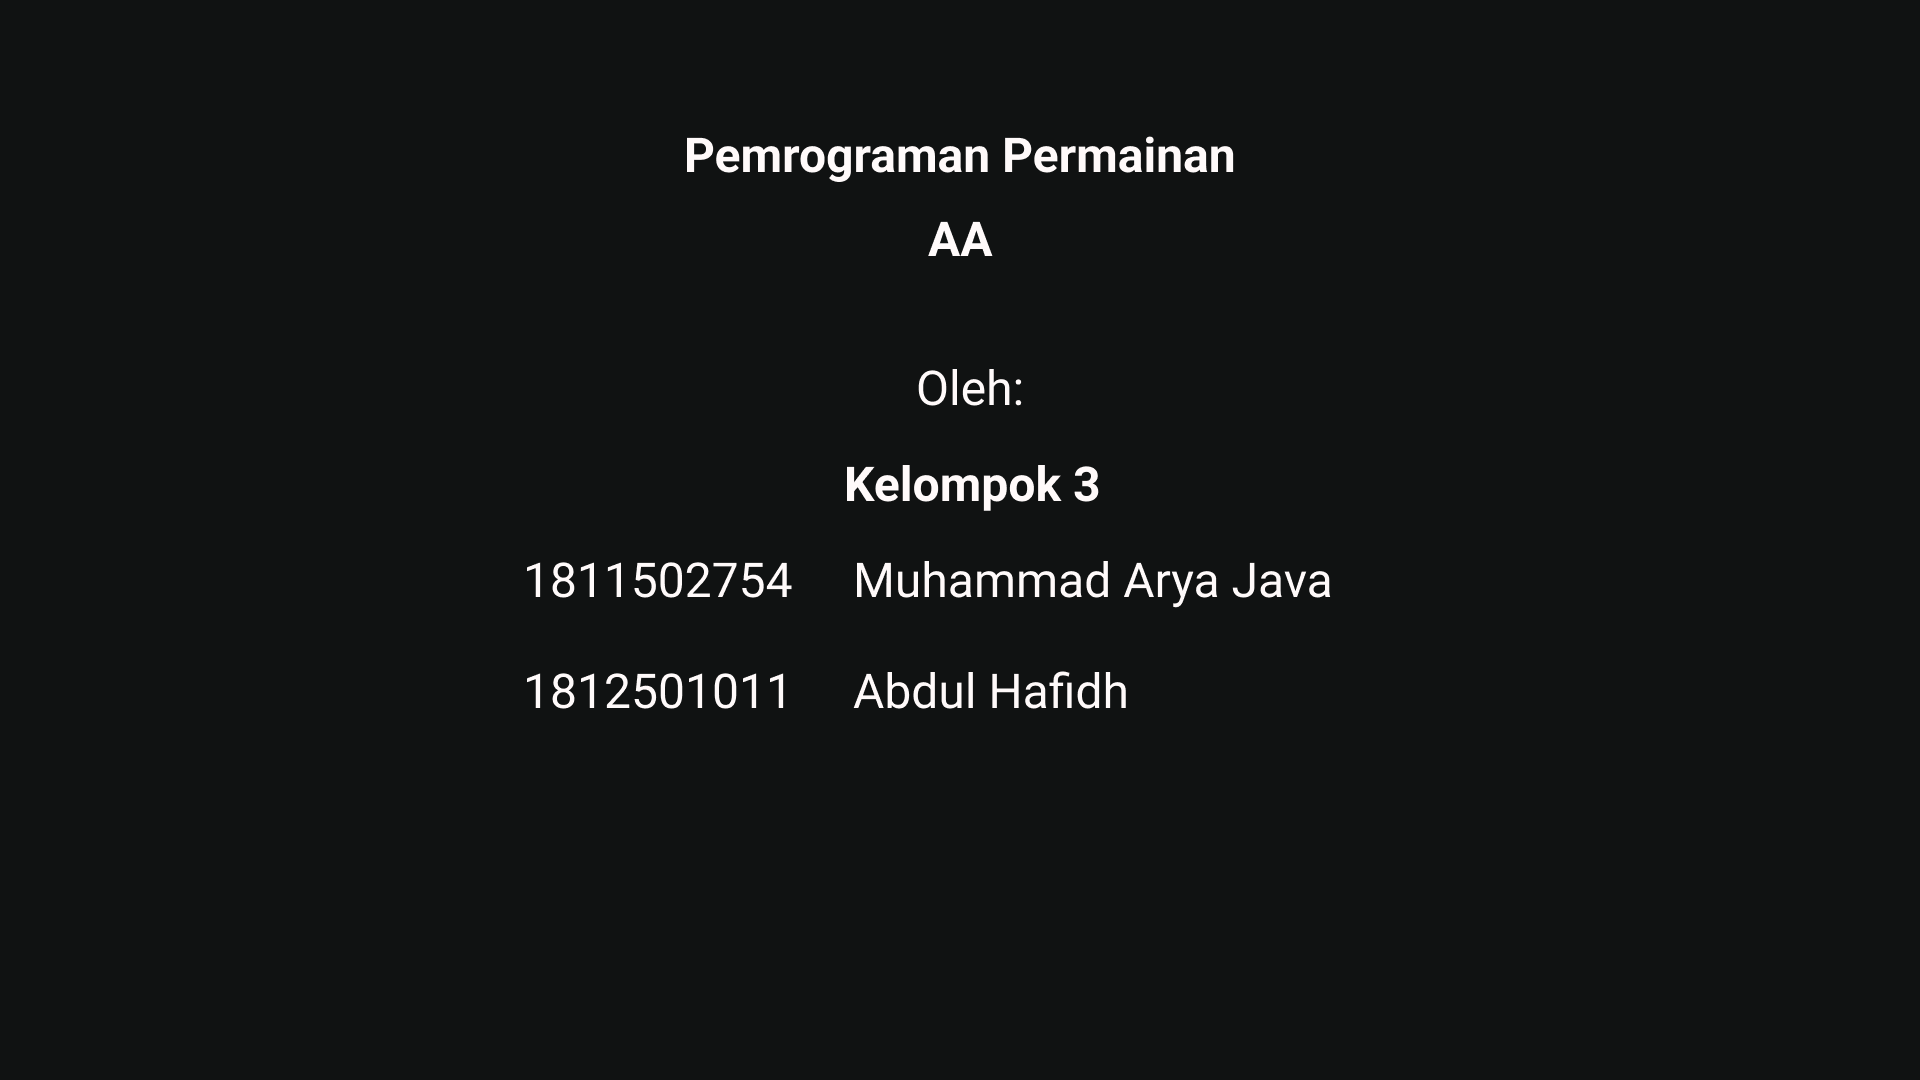 Pemrograman Permainan
AA
Oleh:
Kelompok 3
1811502754 Muhammad Arya Java
1812501011 Abdul Hafidh